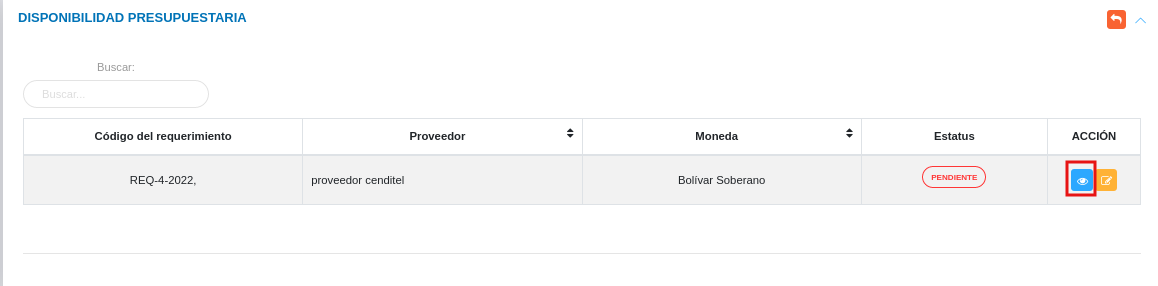 DISPONIBILIDAD PRESUPUESTARIA
Buscar:
Buscar...
Código del requerimiento Proveedor Moneda Estatus ACCIÓN
REQ-4-2022, proveedor cenditel Bolívar Soberano PENDIENTE